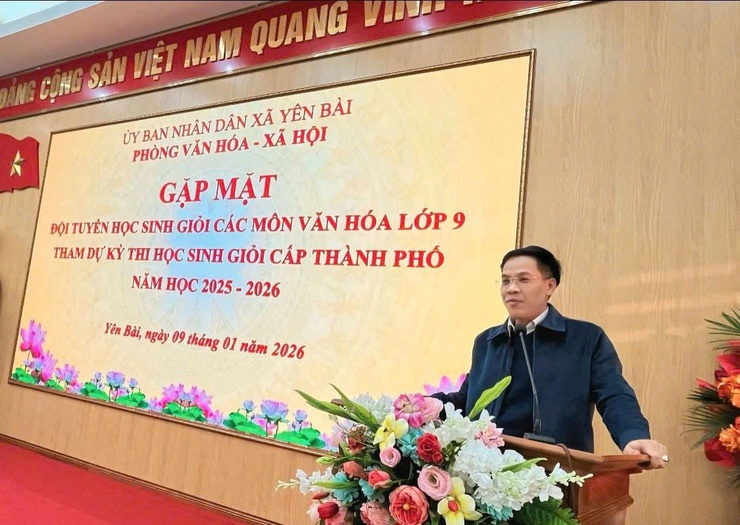 ĐẢNG CỘNG SẢN VIỆT NAM QUANG VINH
ỦY BAN NHÂN DÂN XÃ YÊN BÀI
PHÒNG VĂN HÓA - XÃ HỘI
GẶP MẶT
ĐỘI TUYỂN HỌC SINH GIỎI CÁC MÔN VĂN HÓA LỚP 9
THAM DỰ KỲ THI HỌC SINH GIỎI CẤP THÀNH PHỐ
NĂM HỌC 2025 - 2026
Yên Bài, ngày 09 tháng 01 năm 2026